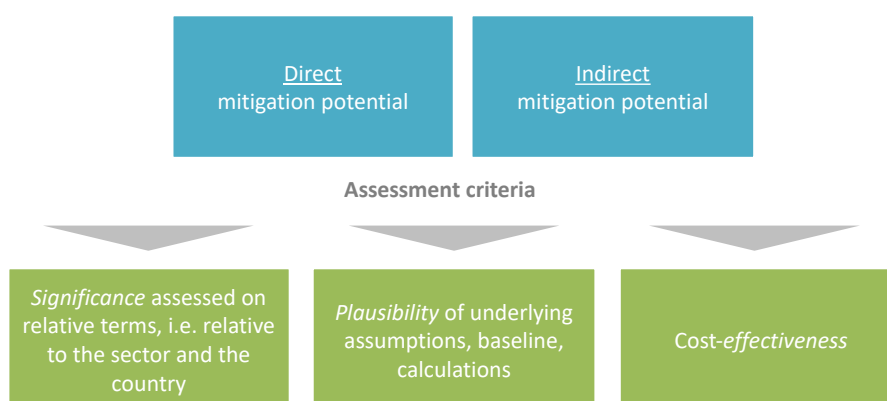 Direct
mitigation potential
Indirect
mitigation potential
Assessment criteria
Significance assessed on
relative terms, i.e. relative
to the sector and the
country
Plausibility of underlying
assumptions, baseline,
calculations
Cost-effectiveness